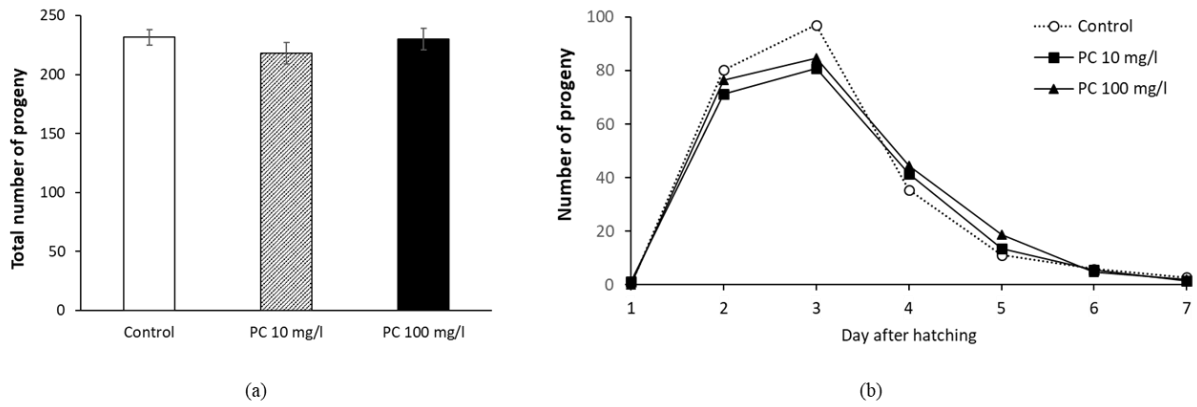 Total number of progeny
250
200
150
100
50
0
Control
PC 10 mg/l
PC 100 mg/l
(a)
Number of progeny
100
80
60
40
20
0
1
2
3
4
5
6
7
Day after hatching
Control
PC 10 mg/l
PC 100 mg/l
(b)